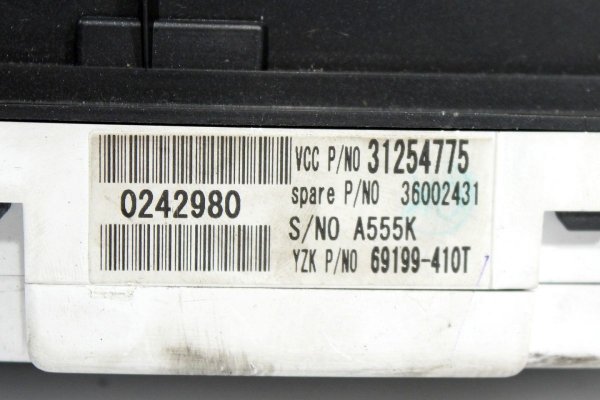 VCC P/NO 31254775
spare P/NO 36002431
0242980
S/NO A555K
YZK P/NO 69199-410T